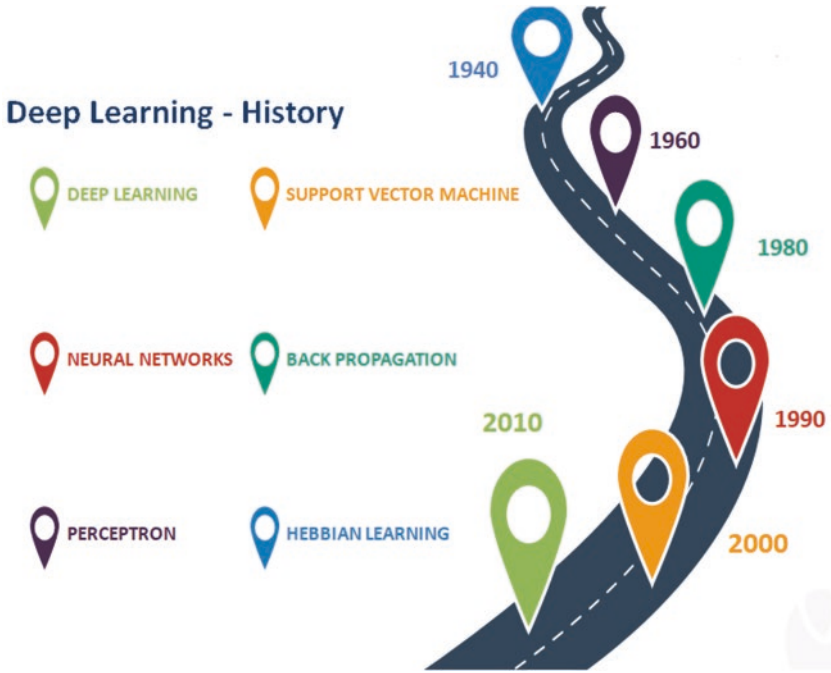 Deep Learning - History
DEEP LEARNING
SUPPORT VECTOR MACHINE
NEURAL NETWORKS
BACK PROPAGATION
PERCEPTRON
HEBBIAN LEARNING
1940
1960
1980
1990
2000
2010